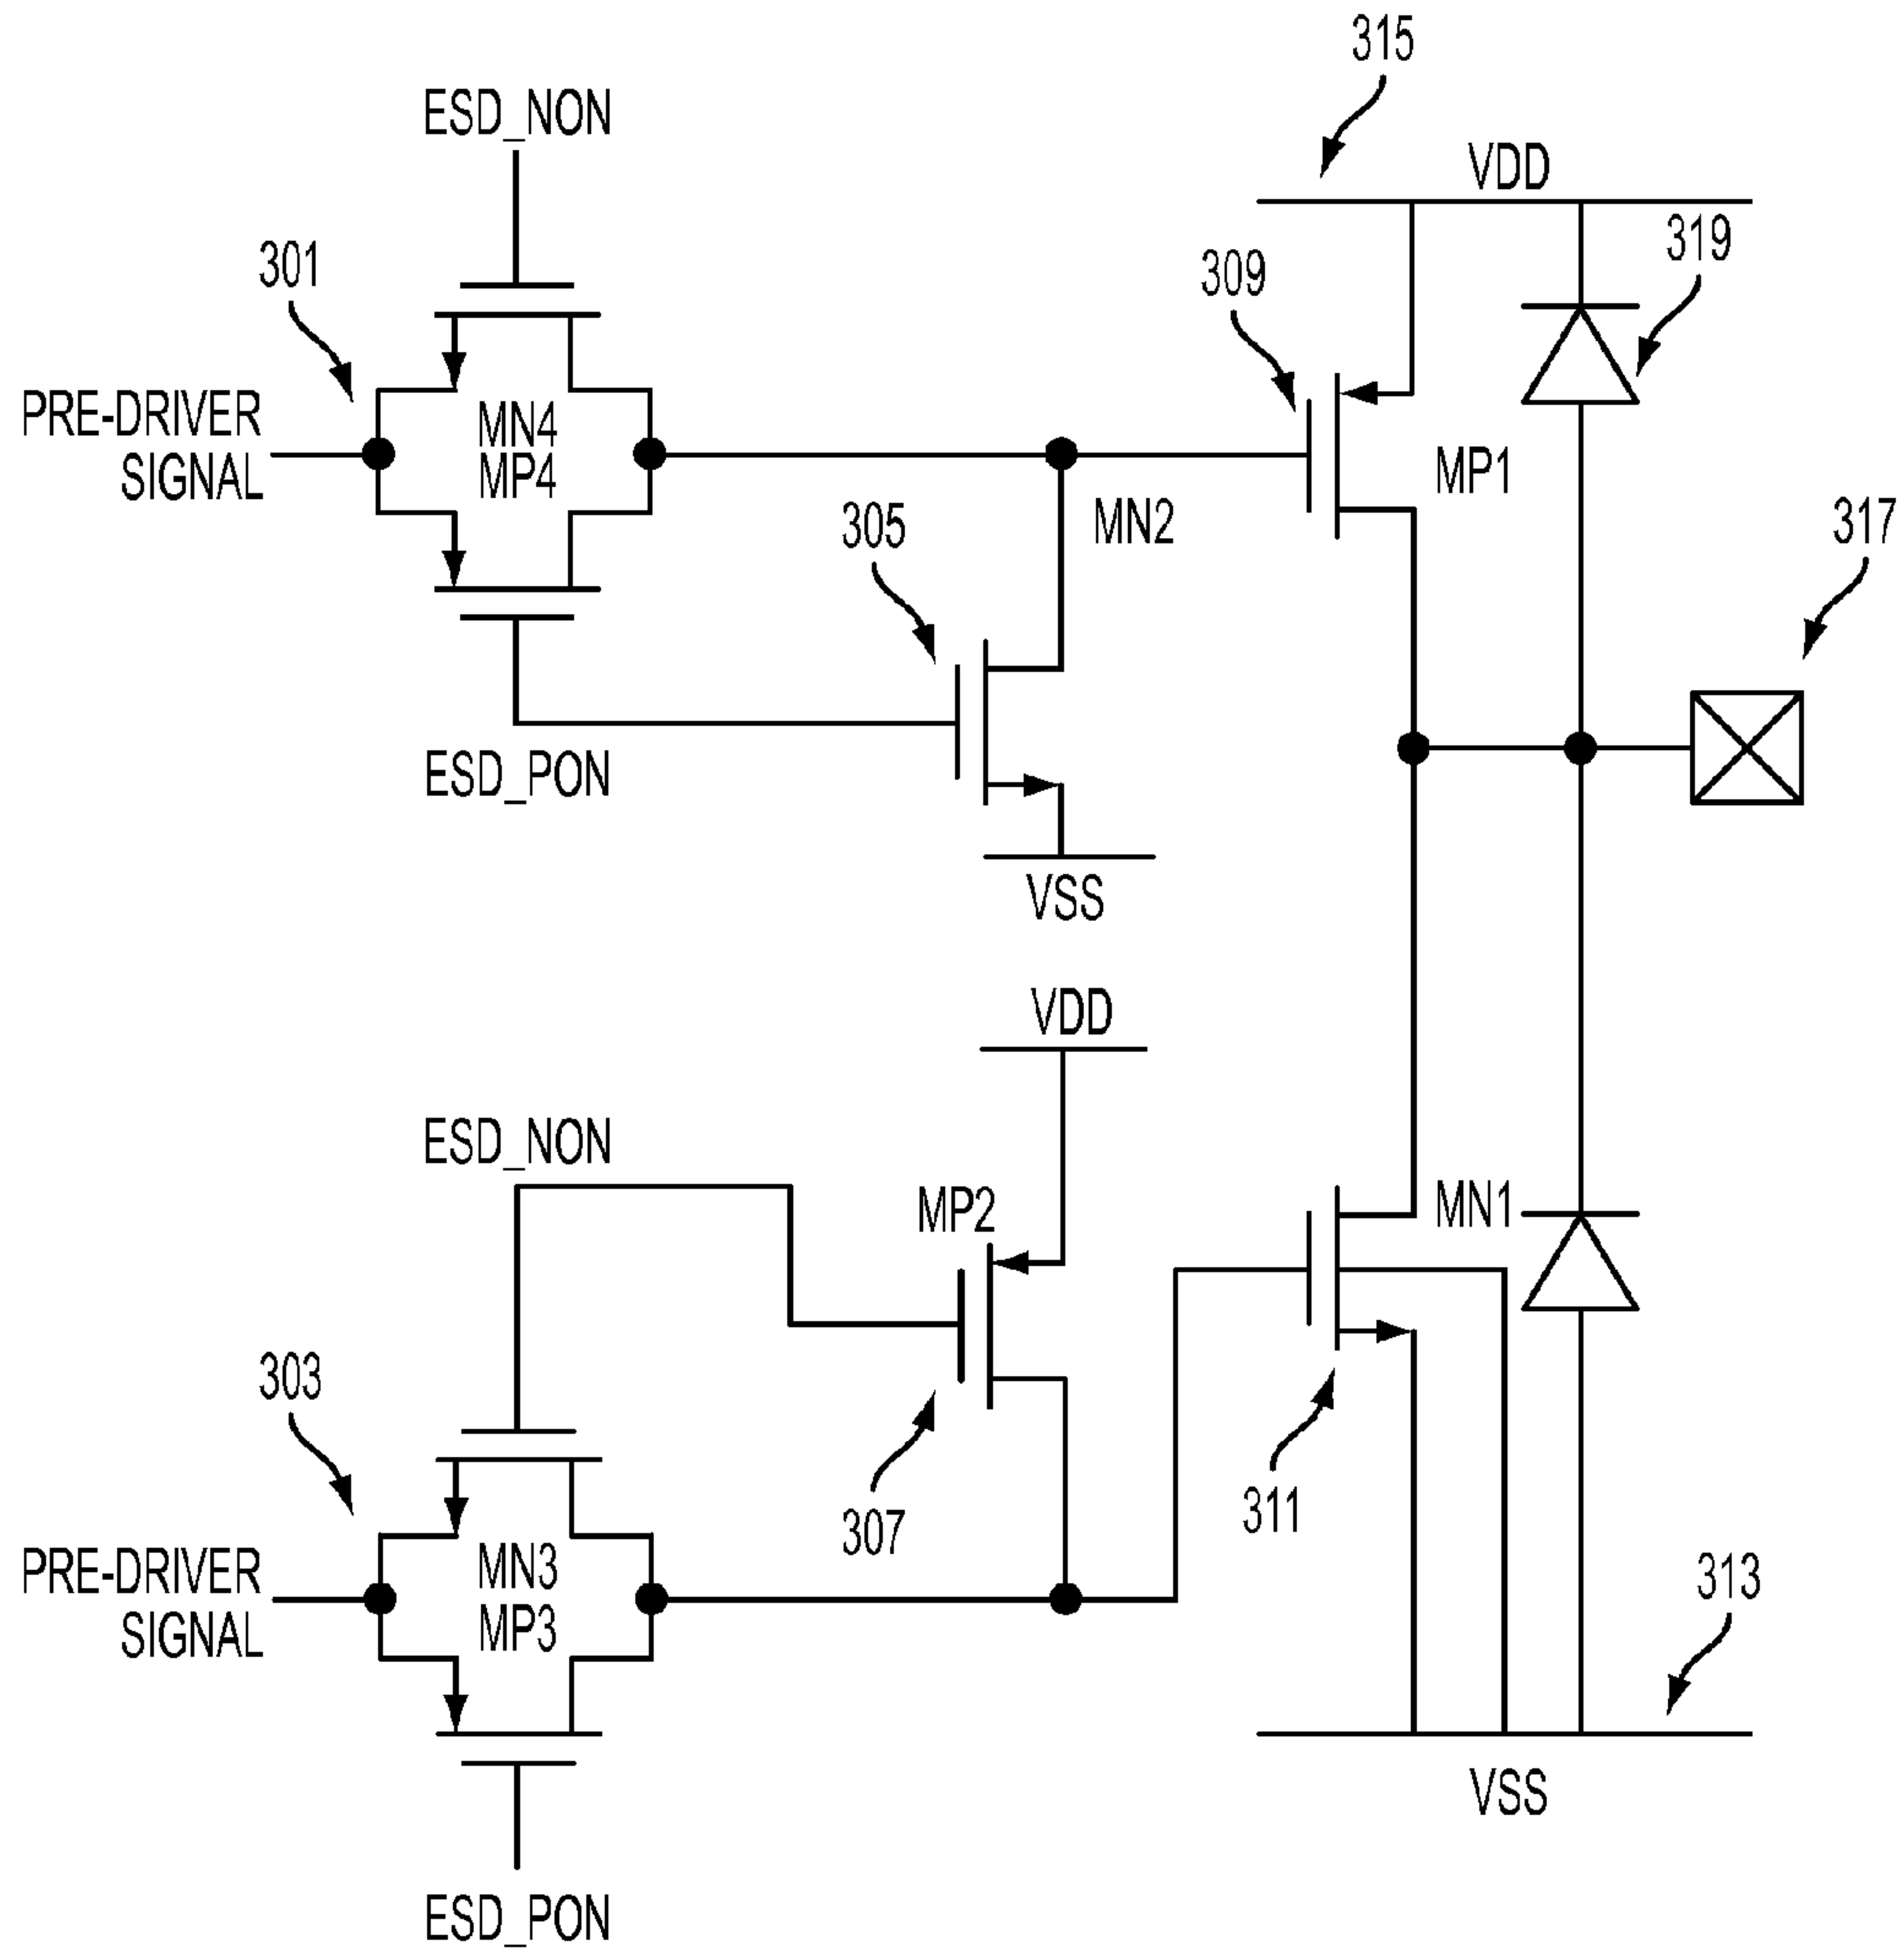 315
ESD_NON
VDD
301
309
319
PRE-DRIVER
SIGNAL
MN4
MP4
MP1
305
MN2
317
ESD_PON
VSS
VDD
ESD_NON
MP2
MN1
303
307
311
PRE-DRIVER
SIGNAL
MN3
MP3
313
VSS
ESD_PON